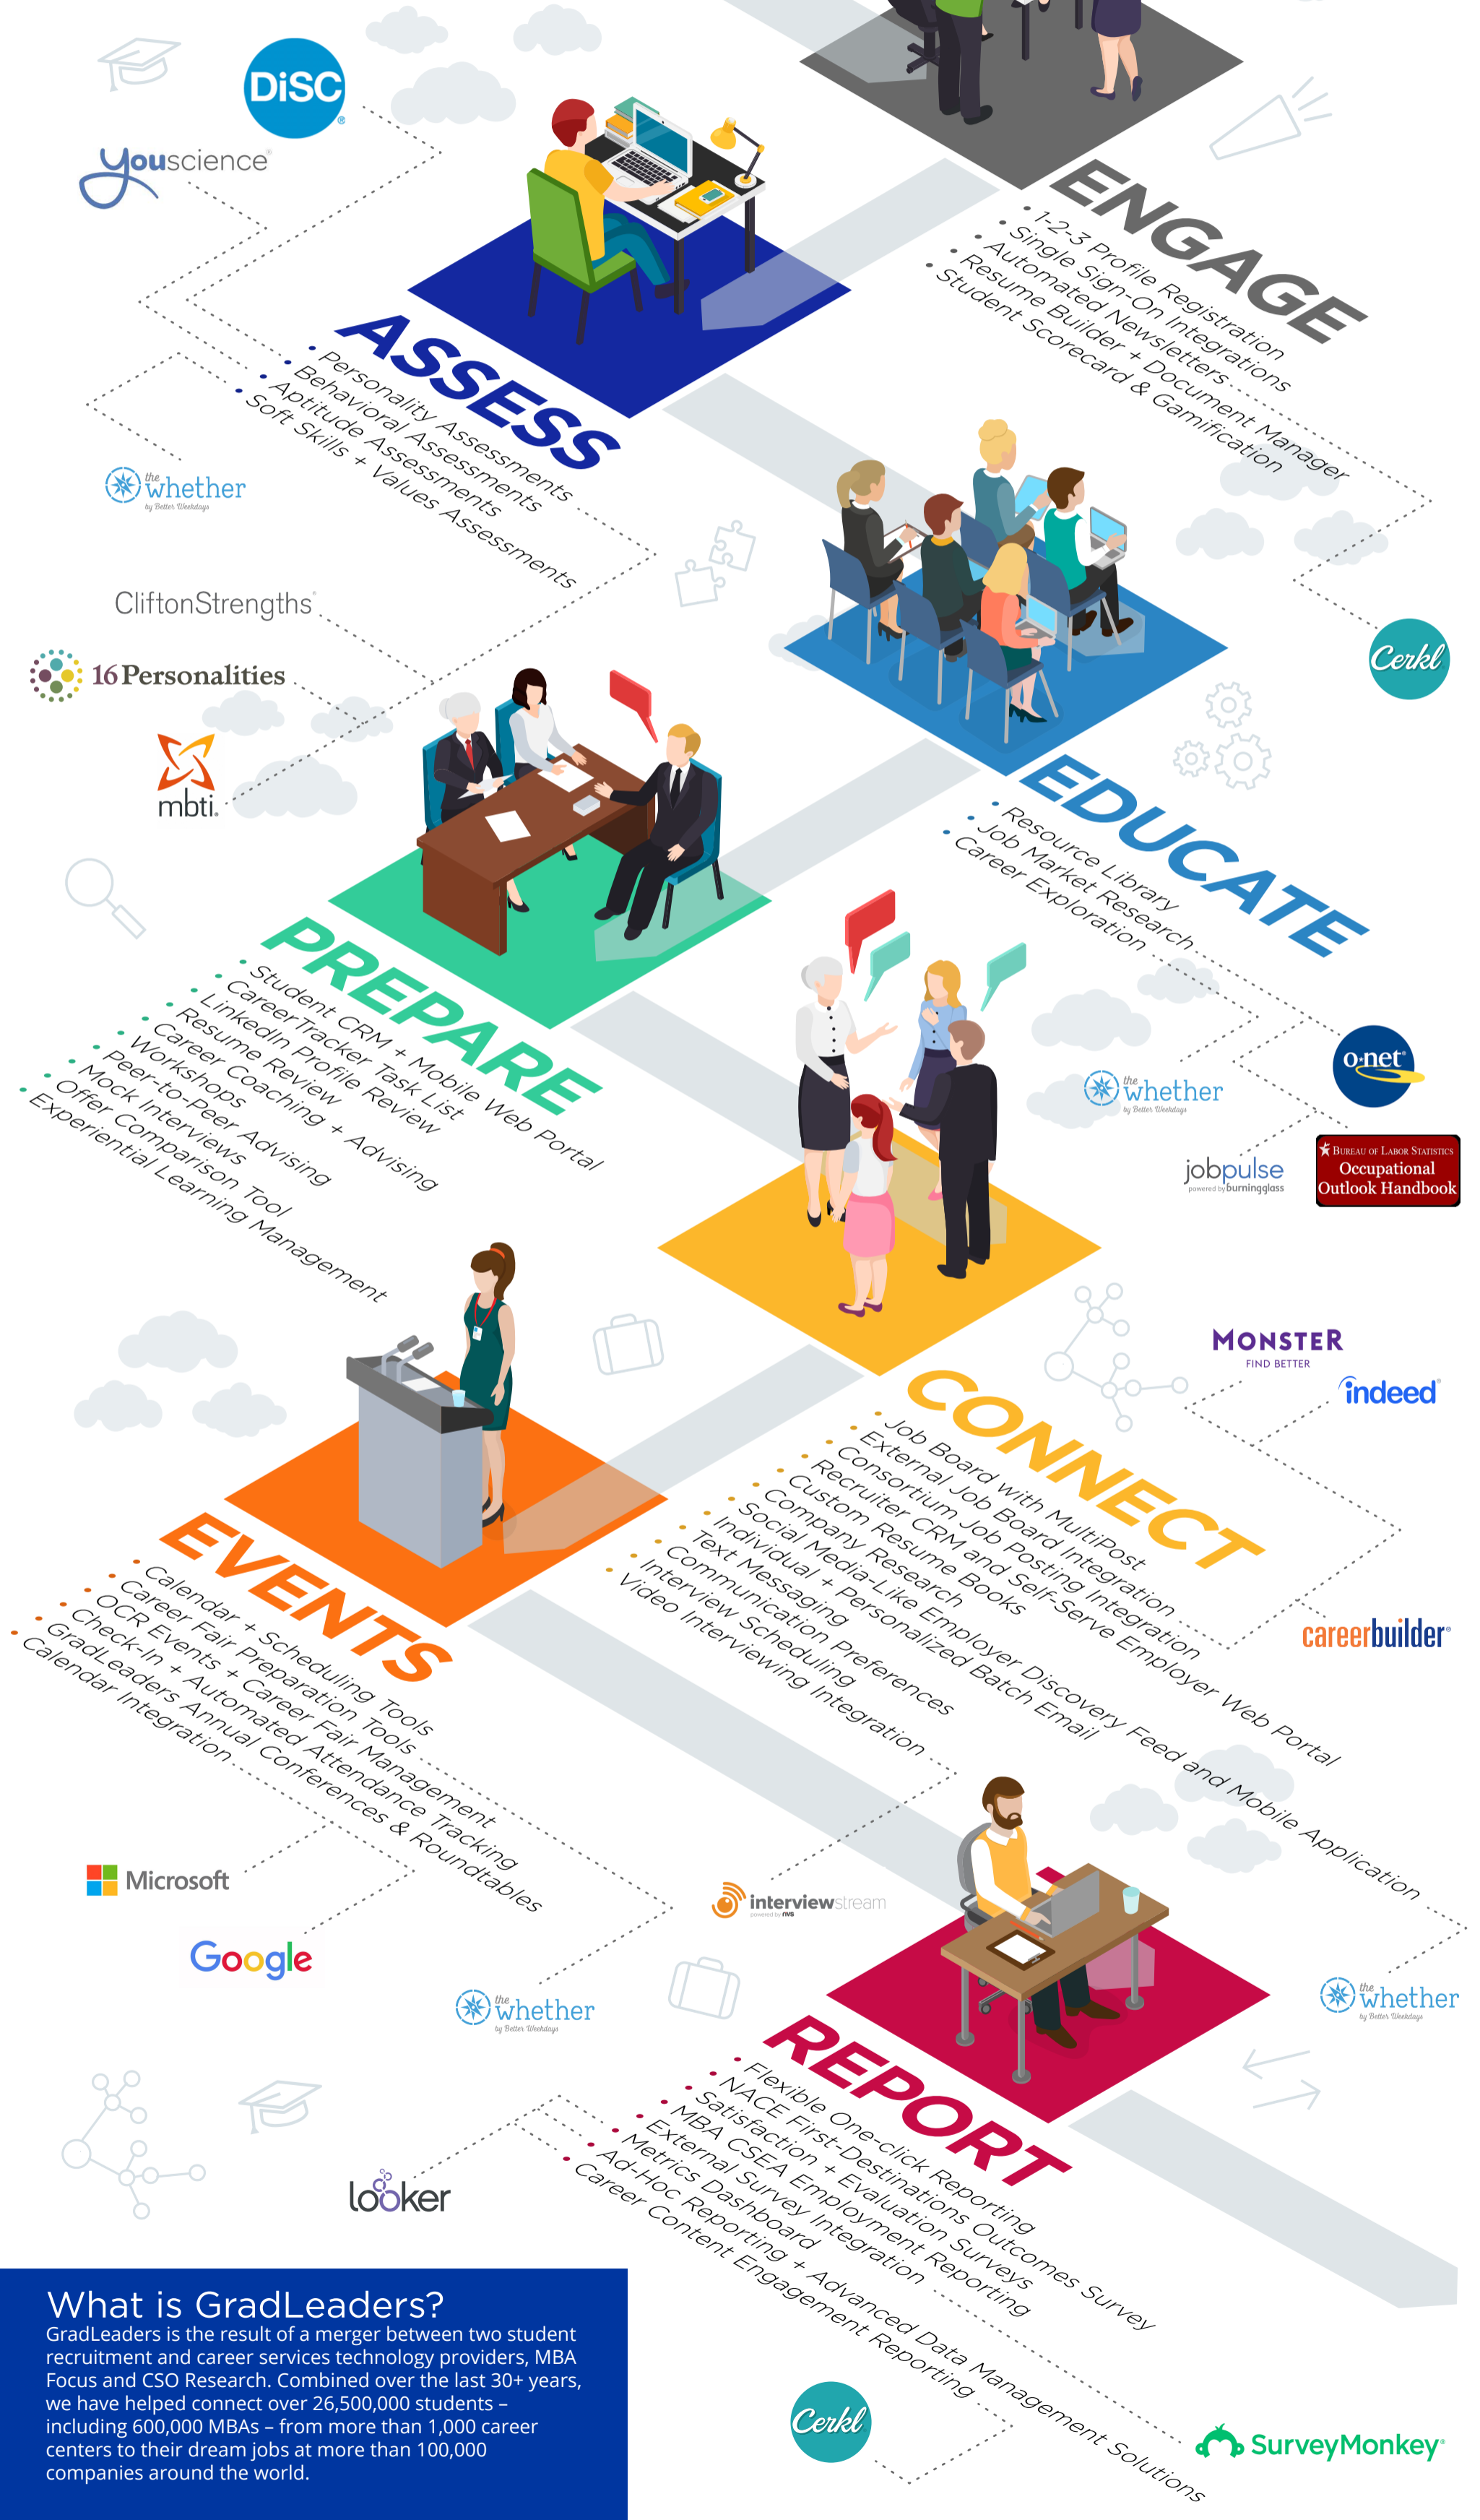 DiSC®
youscience®
ENGAGE
1-2-3 Profile Registration
Single Sign-On Integrations
Automated Newsletters
Resume Builder + Document Manager
Student Scorecard & Gamification
ASSESS
Personality Assessments
Behavioral Assessments
Aptitude Assessments
Soft Skills + Values Assessments
the
whether
by Better Weekdays
CliftonStrengths®
16Personalities
mbti®
Cerkl
EDUCATE
Resource Library
Job Market Research
Career Exploration
PREPARE
Student CRM + Mobile Web Portal
CareerTracker Task List
LinkedIn Profile Review
Resume Review
Career Coaching + Advising
Workshops
Peer-to-Peer Advising
Mock Interviews
Offer Comparison Tool
Experiential Learning Management
o·net®
the
whether
by Better Weekdays
jobpulse
powered by burningglass
BUREAU OF LABOR STATISTICS
Occupational
Outlook Handbook
MONSTER
FIND BETTER
indeed®
CONNECT
Job Board with MultiPost
External Job Board Integration
Consortium Job Posting Integration
Recruiter CRM and Self-Serve Employer Web Portal
Custom Resume Books
Company Research
Social Media-Like Employer Discovery Feed and Mobile Application
Individual + Personalized Batch Email
Text Messaging
Communication Preferences
Interview Scheduling
Video Interviewing Integration
careerbuilder®
EVENTS
Calendar + Scheduling Tools
Career Fair Preparation Tools
OCR Events + Career Fair Management
Check-In + Automated Attendance Tracking
GradLeaders Annual Conferences & Roundtables
Calendar Integration
Microsoft
Google
the
whether
by Better Weekdays
interviewstream
powered by nvs
the
whether
by Better Weekdays
REPORT
Flexible One-click Reporting
NACE First-Destinations Outcomes Survey
Satisfaction + Evaluation Surveys
MBA CSEA Employment Reporting
External Survey Integration
Metrics Dashboard
Ad-Hoc Reporting + Advanced Data Management Solutions
Career Content Engagement Reporting
looker
Cerkl
SurveyMonkey®
What is GradLeaders?
GradLeaders is the result of a merger between two student
recruitment and career services technology providers, MBA
Focus and CSO Research. Combined over the last 30+ years,
we have helped connect over 26,500,000 students –
including 600,000 MBAs – from more than 1,000 career
centers to their dream jobs at more than 100,000
companies around the world.